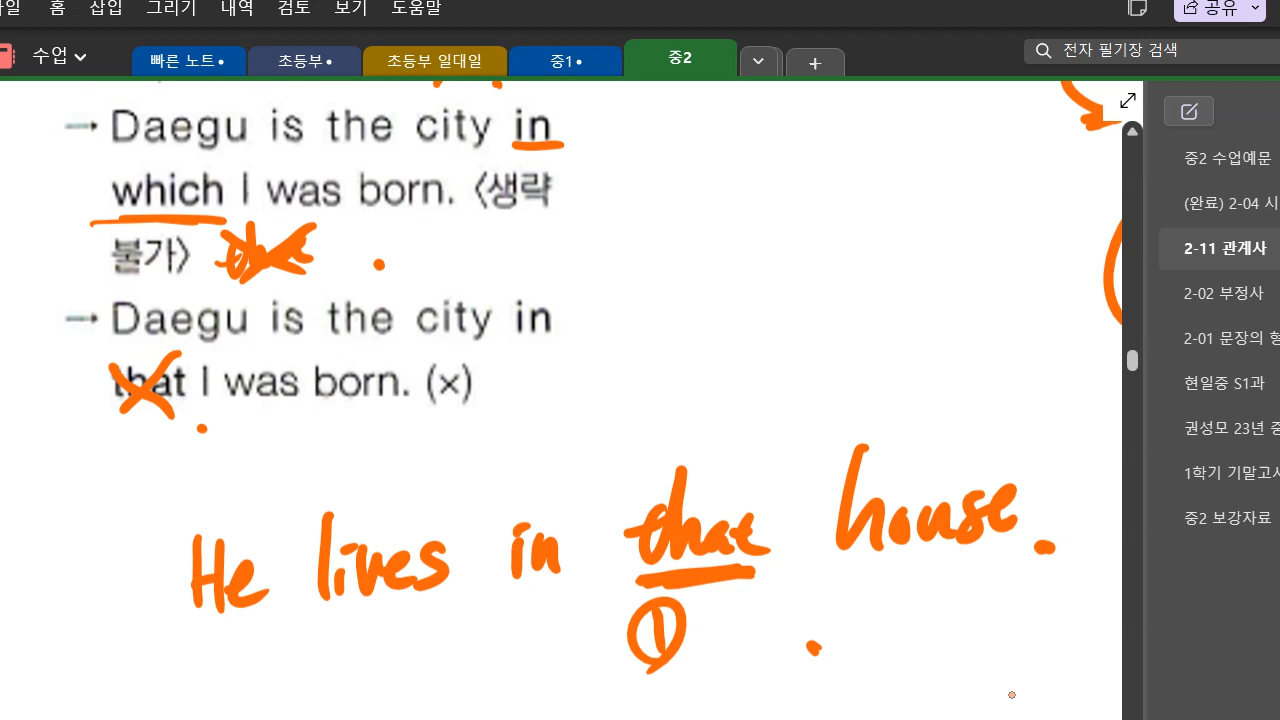 홈 삽입 그리기 내역 검토 보기 도움말 공유
수업 빠른 노트 초등부 초등부 일대일 중1 중2 전자 필기장 검색
→ Daegu is the city in
which I was born. 〈생략
불가〉
→ Daegu is the city in
that I was born. (×)
He lives in that house.
①
중2 수업예문
(완료) 2-04 시
2-11 관계사
2-02 부정사
2-01 문장의 형
현일중 S1과
권성모 23년 중
1학기 기말고사
중2 보강자료